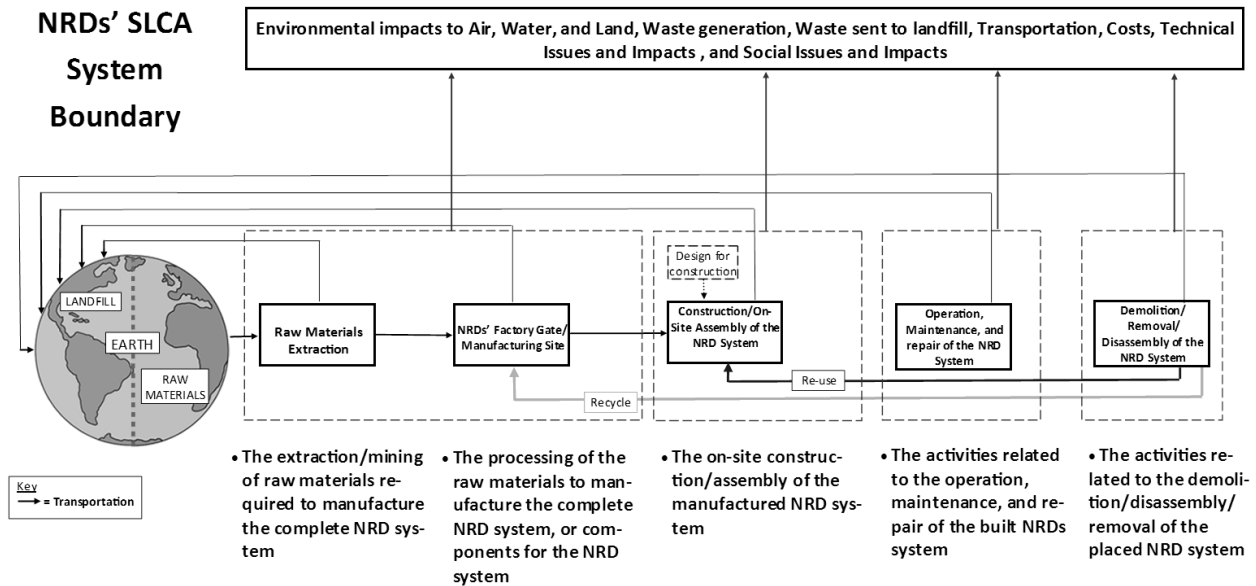 NRDs' SLCA
System
Boundary
Environmental impacts to Air, Water, and Land, Waste generation, Waste sent to landfill, Transportation, Costs, Technical
Issues and Impacts , and Social Issues and Impacts
Design for
construction
LANDFILL
EARTH
RAW
MATERIALS
Raw Materials
Extraction
NRDs' Factory Gate/
Manufacturing Site
Construction/On-
Site Assembly of the
NRD System
Operation,
Maintenance, and
repair of the NRD
System
Demolition/
Removal/
Disassembly of the
NRD System
Re-use
Recycle
Key
= Transportation
• The extraction/mining
of raw materials re-
quired to manufacture
the complete NRD sys-
tem
• The processing of the
raw materials to man-
ufacture the complete
NRD system, or com-
ponents for the NRD
system
• The on-site construc-
tion/assembly of the
manufactured NRD sys-
tem
• The activities related
to the operation,
maintenance, and re-
pair of the built NRDs
system
• The activities re-
lated to the demoli-
tion/disassembly/
removal of the
placed NRD system